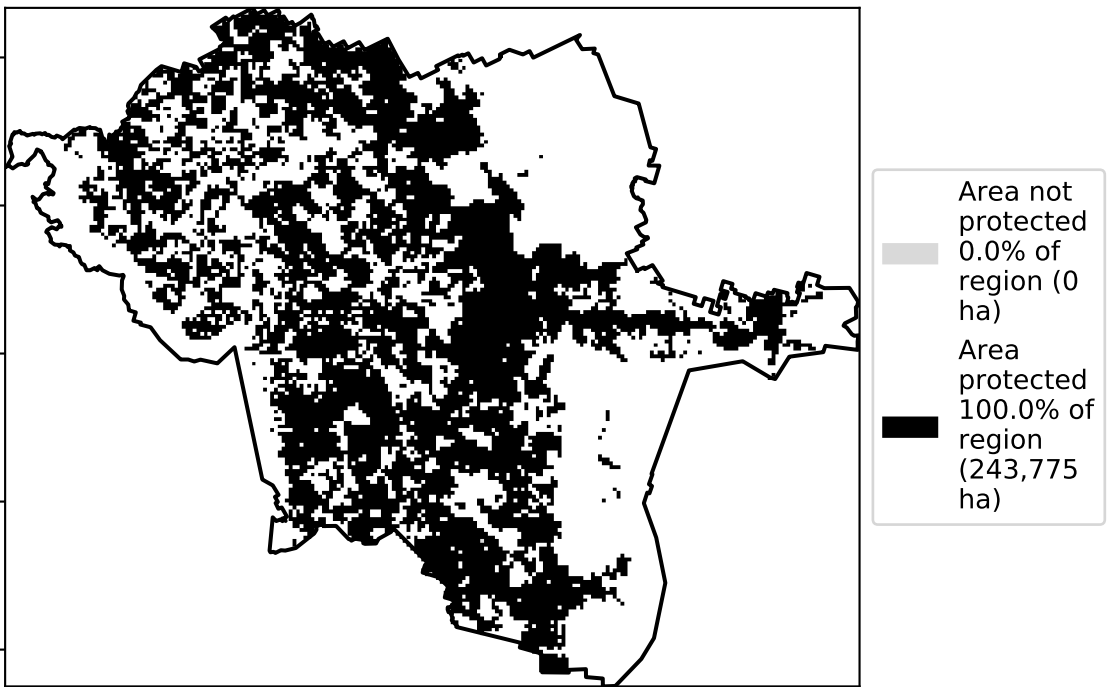 Area not
protected
0.0% of
region (0
ha)
Area
protected
100.0% of
region
(243,775
ha)